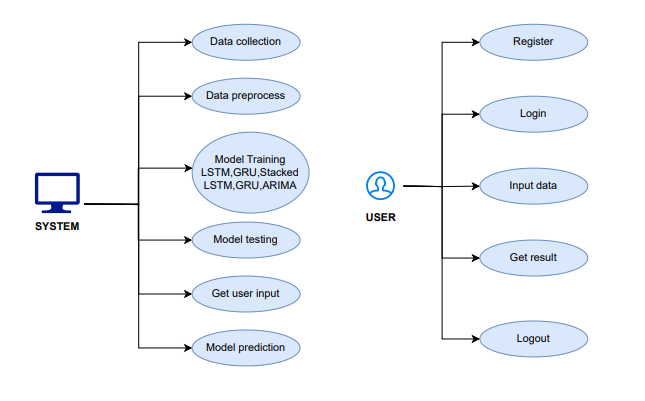 Data collection
Data preprocess
Model Training
LSTM,GRU,Stacked
LSTM,GRU,ARIMA
SYSTEM
Model testing
Get user input
Model prediction
Register
Login
Input data
USER
Get result
Logout